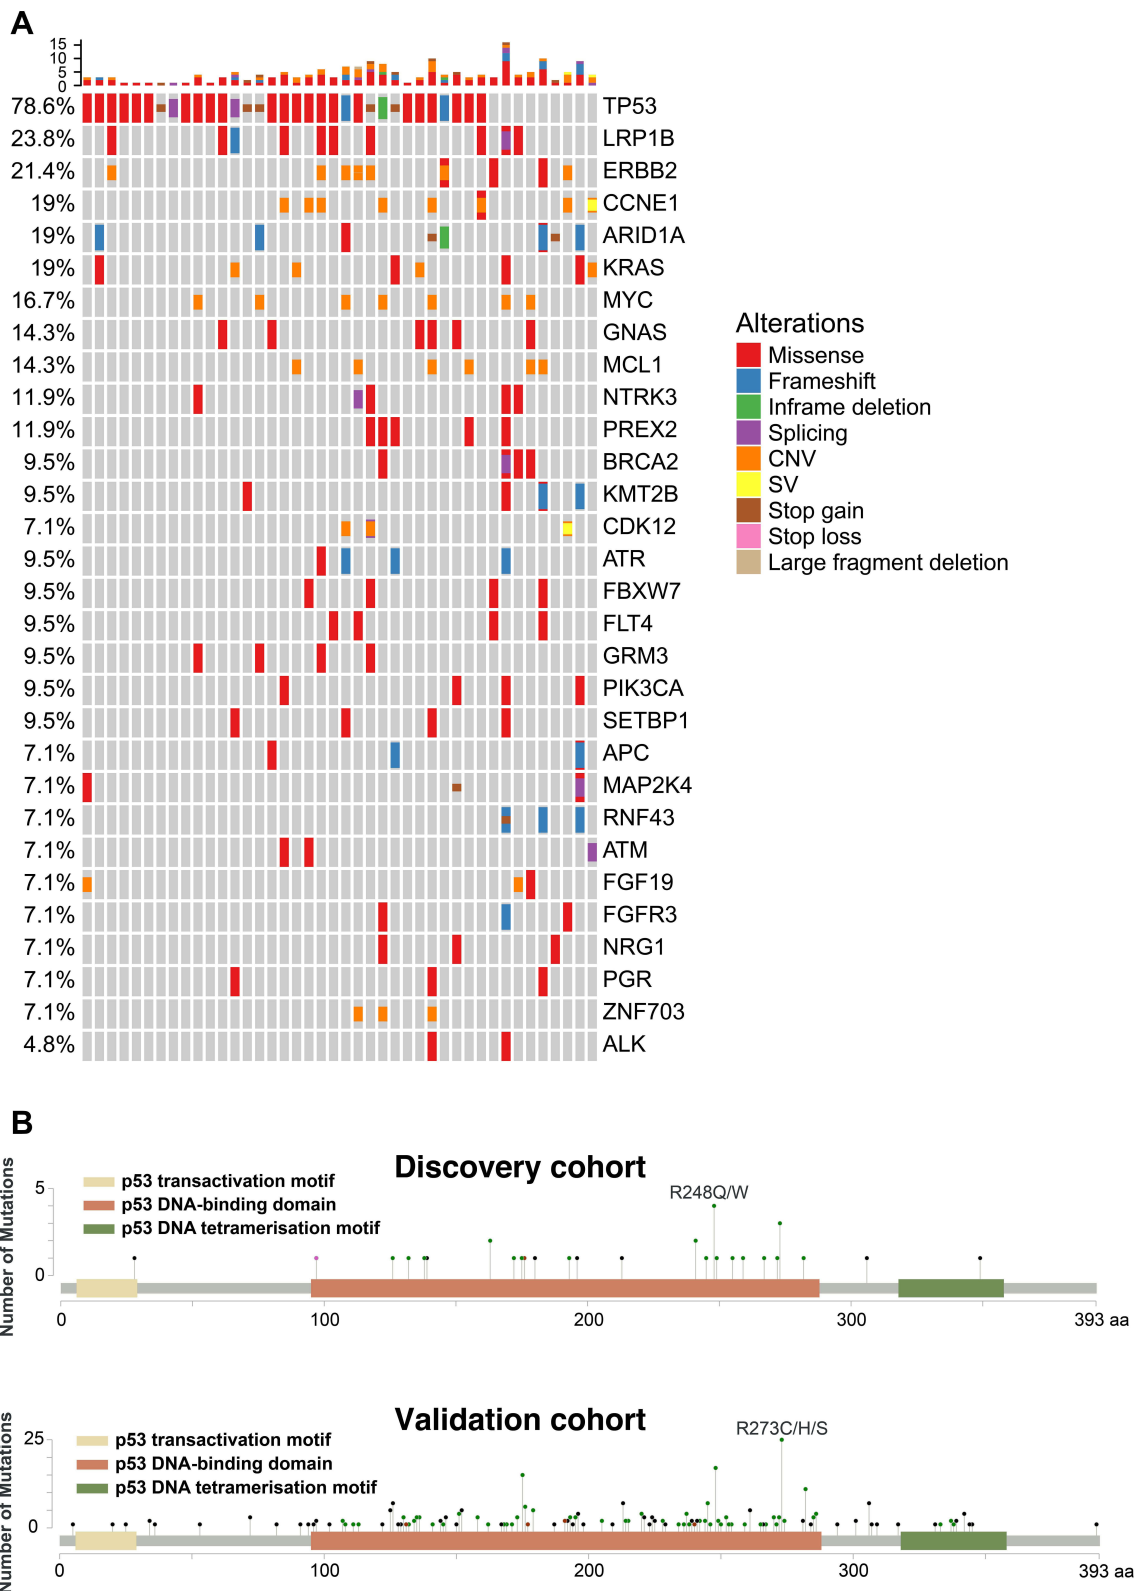 A
15
10
5
0
78.6% TP53
23.8% LRP1B
21.4% ERBB2
19% CCNE1
19% ARID1A
19% KRAS
16.7% MYC
14.3% GNAS
14.3% MCL1
11.9% NTRK3
11.9% PREX2
9.5% BRCA2
9.5% KMT2B
7.1% CDK12
9.5% ATR
9.5% FBXW7
9.5% FLT4
9.5% GRM3
9.5% PIK3CA
9.5% SETBP1
7.1% APC
7.1% MAP2K4
7.1% RNF43
7.1% ATM
7.1% FGF19
7.1% FGFR3
7.1% NRG1
7.1% PGR
7.1% ZNF703
4.8% ALK
Alterations
Missense
Frameshift
Inframe deletion
Splicing
CNV
SV
Stop gain
Stop loss
Large fragment deletion
B
Discovery cohort
Number of Mutations
5
0
p53 transactivation motif
p53 DNA-binding domain
p53 DNA tetramerisation motif
R248Q/W
0 100 200 300 393 aa
Validation cohort
Number of Mutations
25
0
p53 transactivation motif
p53 DNA-binding domain
p53 DNA tetramerisation motif
R273C/H/S
0 100 200 300 393 aa